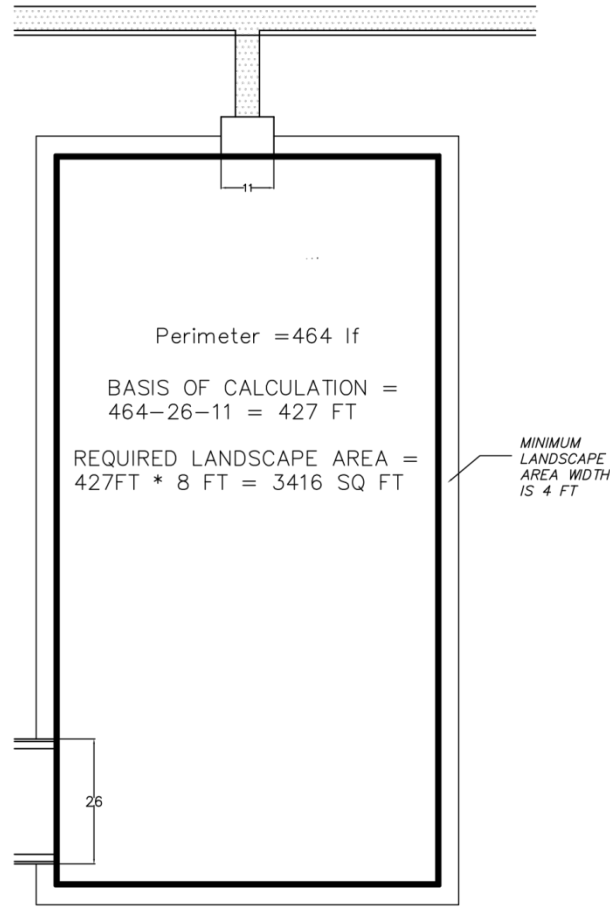 11
Perimeter =464 lf
BASIS OF CALCULATION =
464-26-11 = 427 FT
REQUIRED LANDSCAPE AREA =
427FT * 8 FT = 3416 SQ FT
MINIMUM
LANDSCAPE
AREA WIDTH
IS 4 FT
26